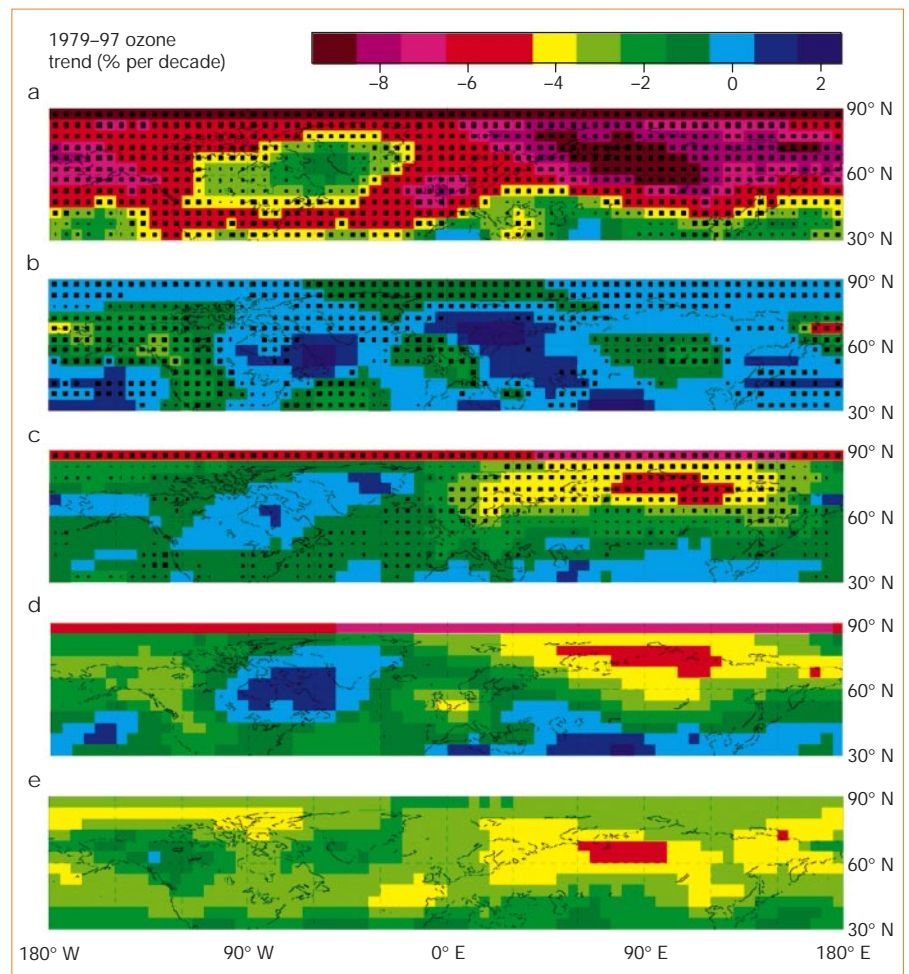 1979–97 ozone
trend (% per decade)
–8 –6 –4 –2 0 2
a
90° N
60° N
30° N
b
90° N
60° N
30° N
c
90° N
60° N
30° N
d
90° N
60° N
30° N
e
90° N
60° N
30° N
180° W 90° W 0° E 90° E 180° E